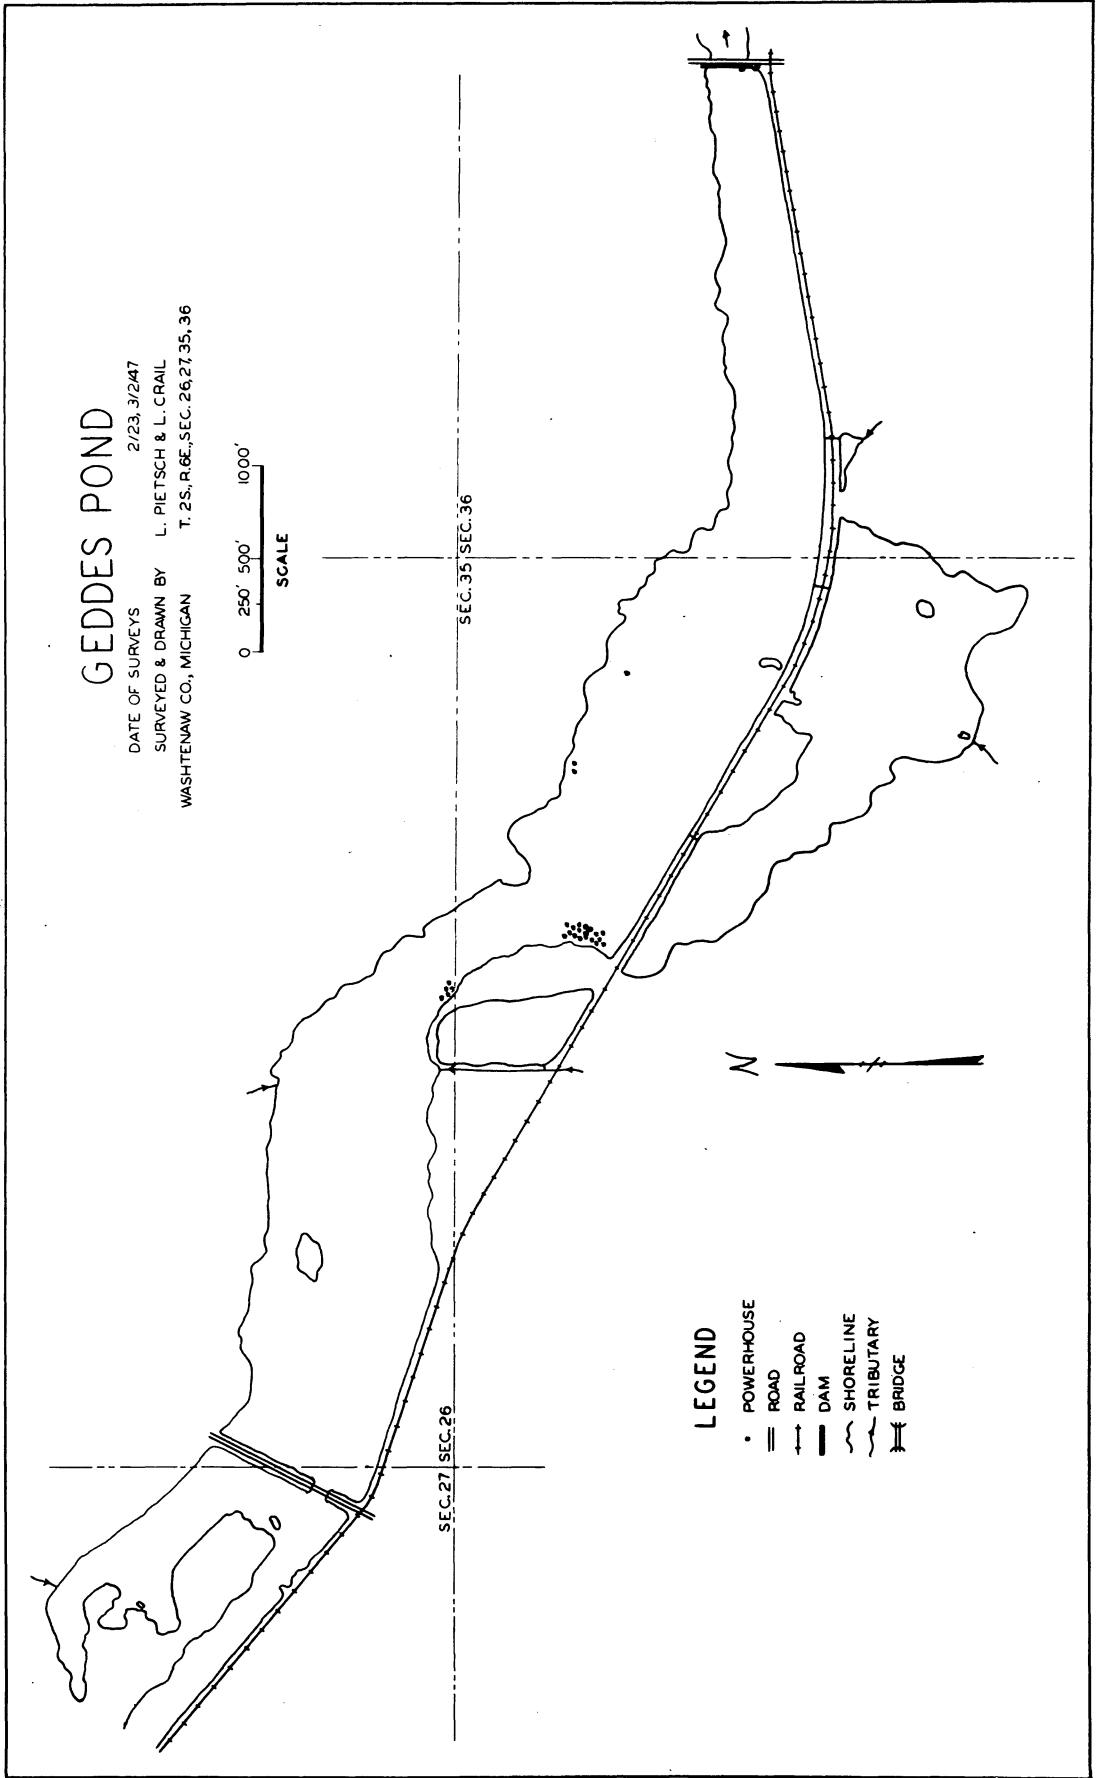 GEDDES POND
DATE OF SURVEYS 2/23, 3/2/47
SURVEYED & DRAWN BY L. PIETSCH & L. CRAIL
WASHTENAW CO., MICHIGAN T. 2S., R.6E., SEC. 26, 27, 35, 36
0 250' 500' 1000'
SCALE
SEC. 35 SEC. 36
SEC. 27 SEC. 26
N
LEGEND
POWERHOUSE
ROAD
RAILROAD
DAM
SHORELINE
TRIBUTARY
BRIDGE